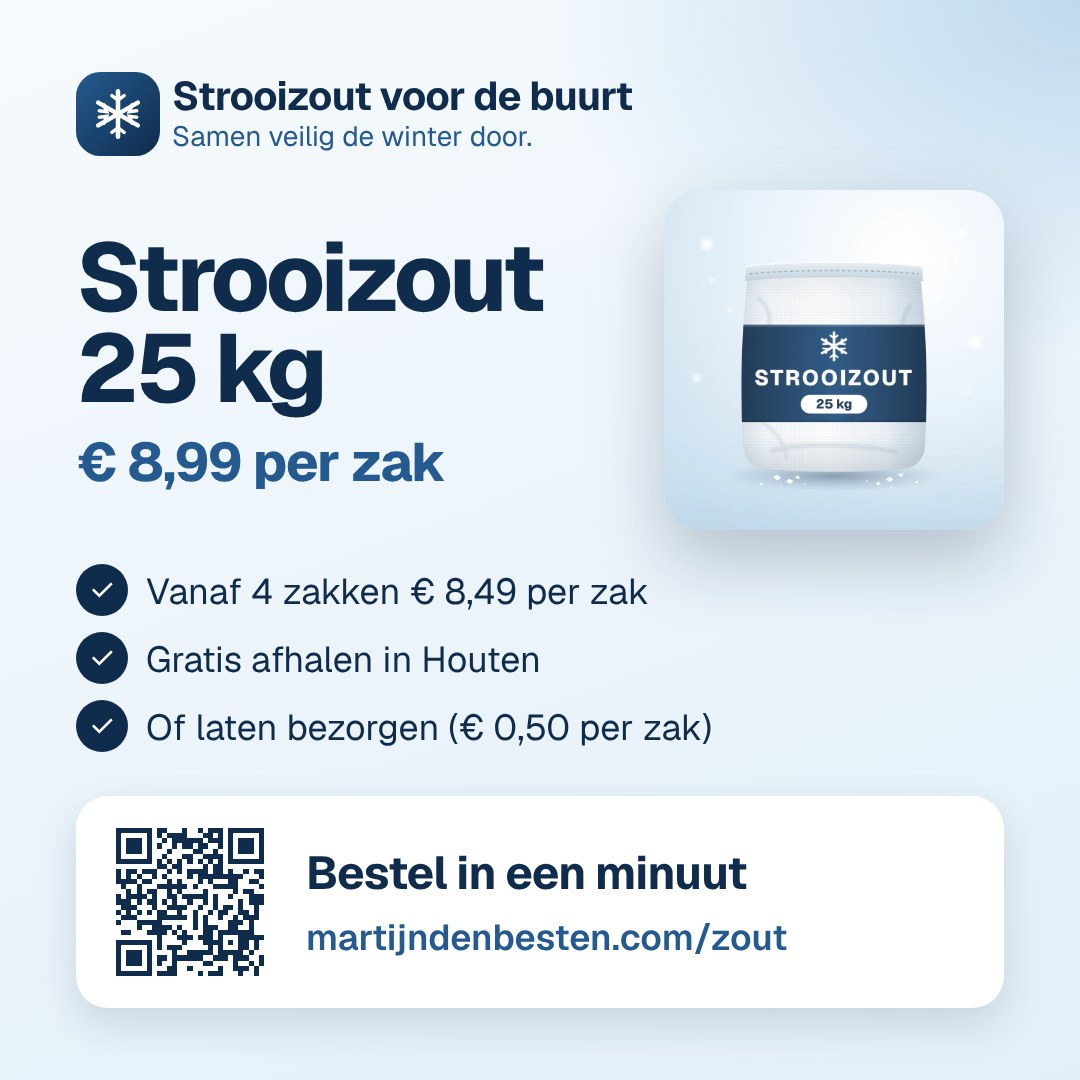 Strooizout voor de buurt
Samen veilig de winter door.
Strooizout
25 kg
€ 8,99 per zak
STROOIZOUT
25 kg
Vanaf 4 zakken € 8,49 per zak
Gratis afhalen in Houten
Of laten bezorgen (€ 0,50 per zak)
Bestel in een minuut
martijndenbesten.com/zout